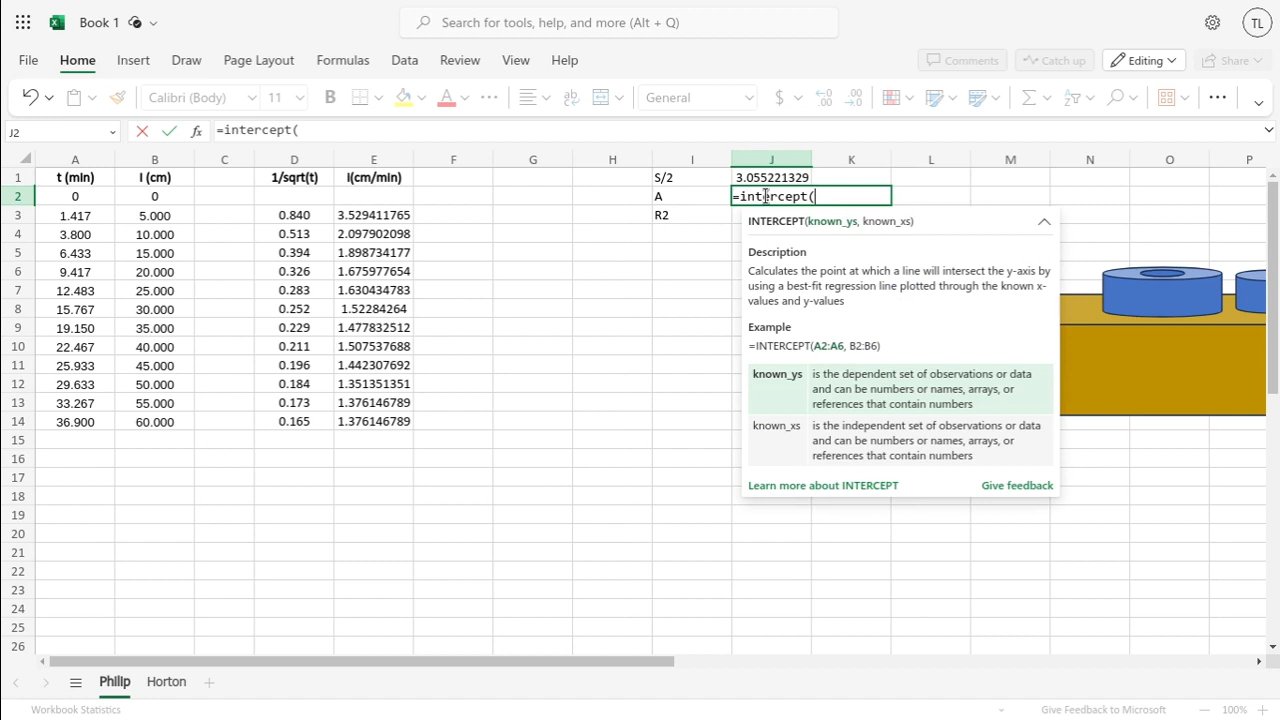 Book 1
Search for tools, help, and more (Alt + Q)
TL
File Home Insert Draw Page Layout Formulas Data Review View Help
Comments Catch up Editing Share
Calibri (Body) 11 B A General $
J2 fx =intercept(
A B C D E F G H I J K L M N O P
1 t (min) I (cm) 1/sqrt(t) i(cm/min) S/2 3.055221329
2 0 0 A =intercept(
3 1.417 5.000 0.840 3.529411765 R2
4 3.800 10.000 0.513 2.097902098
5 6.433 15.000 0.394 1.898734177
6 9.417 20.000 0.326 1.675977654
7 12.483 25.000 0.283 1.630434783
8 15.767 30.000 0.252 1.52284264
9 19.150 35.000 0.229 1.477832512
10 22.467 40.000 0.211 1.507537688
11 25.933 45.000 0.196 1.442307692
12 29.633 50.000 0.184 1.351351351
13 33.267 55.000 0.173 1.376146789
14 36.900 60.000 0.165 1.376146789
15
16
17
18
19
20
21
22
23
24
25
26
INTERCEPT(known_ys, known_xs)
Description
Calculates the point at which a line will intersect the y-axis by
using a best-fit regression line plotted through the known x-
values and y-values
Example
=INTERCEPT(A2:A6, B2:B6)
known_ys is the dependent set of observations or data
and can be numbers or names, arrays, or
references that contain numbers
known_xs is the independent set of observations or data
and can be numbers or names, arrays, or
references that contain numbers
Learn more about INTERCEPT Give feedback
Philip Horton
Workbook Statistics Give Feedback to Microsoft 100%